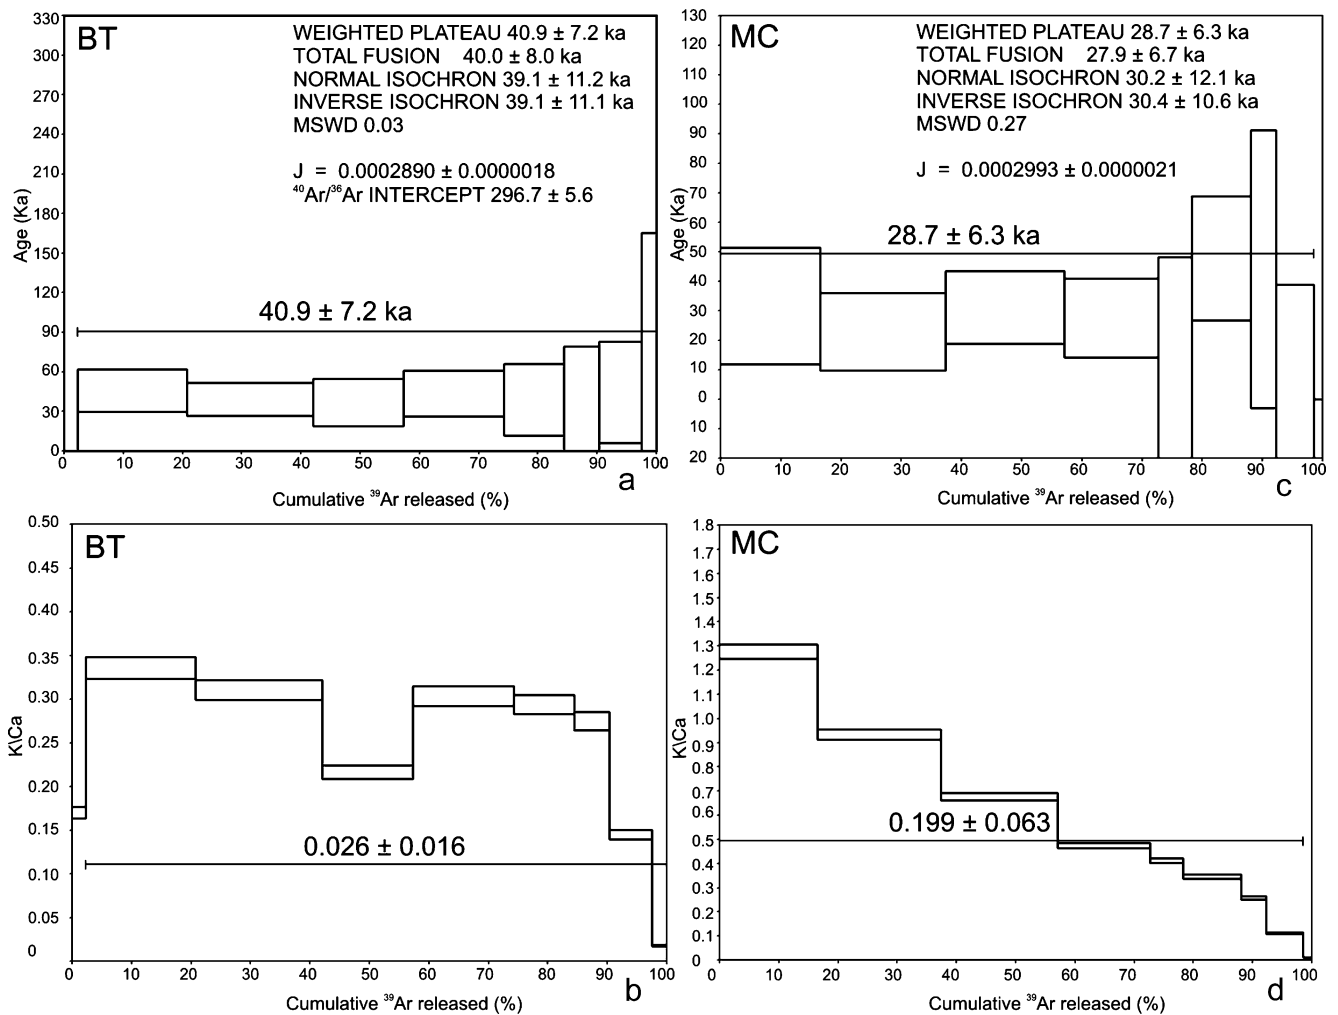 330
300
270
240
210
180
150
120
90
60
30
0
Age (Ka)
BT
WEIGHTED PLATEAU 40.9 ± 7.2 ka
TOTAL FUSION 40.0 ± 8.0 ka
NORMAL ISOCHRON 39.1 ± 11.2 ka
INVERSE ISOCHRON 39.1 ± 11.1 ka
MSWD 0.03
J = 0.0002890 ± 0.0000018
⁴⁰Ar/³⁶Ar INTERCEPT 296.7 ± 5.6
40.9 ± 7.2 ka
0 10 20 30 40 50 60 70 80 90 100
Cumulative ³⁹Ar released (%)
a
130
120
110
100
90
80
70
60
50
40
30
20
10
0
10
20
Age (Ka)
MC
WEIGHTED PLATEAU 28.7 ± 6.3 ka
TOTAL FUSION 27.9 ± 6.7 ka
NORMAL ISOCHRON 30.2 ± 12.1 ka
INVERSE ISOCHRON 30.4 ± 10.6 ka
MSWD 0.27
J = 0.0002993 ± 0.0000021
28.7 ± 6.3 ka
0 10 20 30 40 50 60 70 80 90 100
Cumulative ³⁹Ar released (%)
c
0.50
0.45
0.40
0.35
0.30
0.25
0.20
0.15
0.10
0.05
0
K\Ca
BT
0.026 ± 0.016
0 10 20 30 40 50 60 70 80 90 100
Cumulative ³⁹Ar released (%)
b
1.8
1.7
1.6
1.5
1.4
1.3
1.2
1.1
1.0
0.9
0.8
0.7
0.6
0.5
0.4
0.3
0.2
0.1
0
K\Ca
MC
0.199 ± 0.063
0 10 20 30 40 50 60 70 80 90 100
Cumulative ³⁹Ar released (%)
d